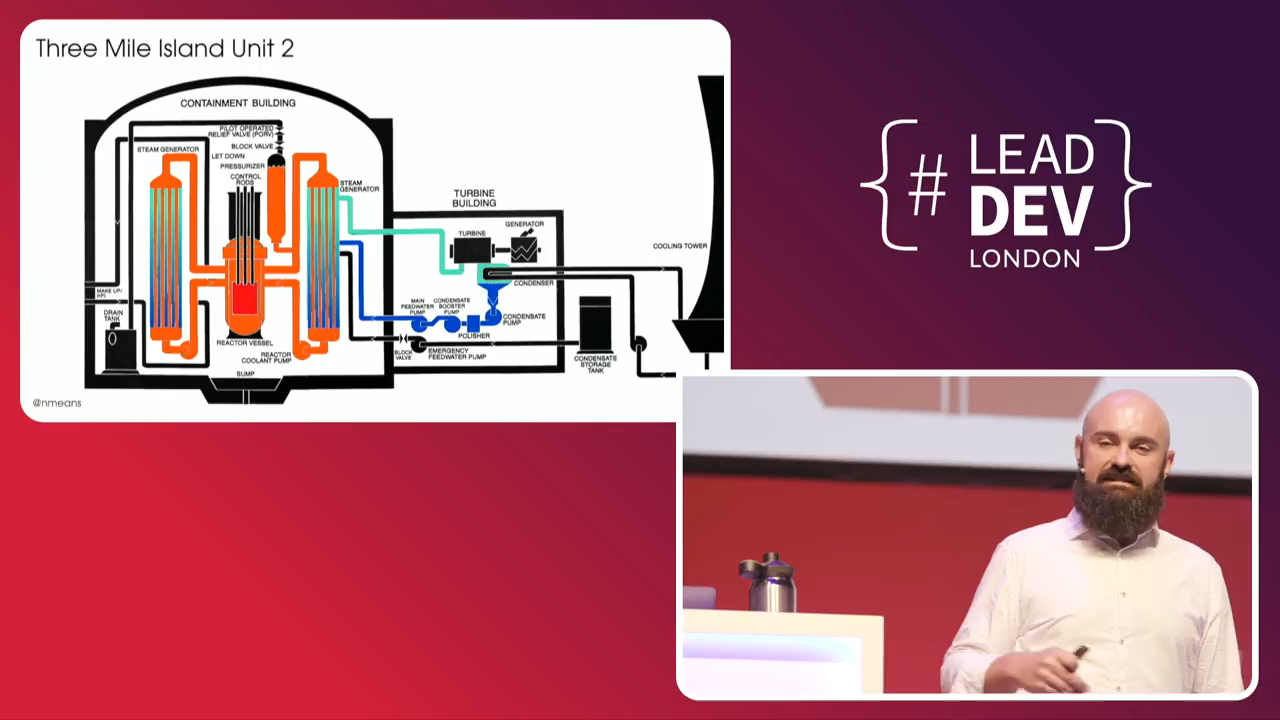 Three Mile Island Unit 2
CONTAINMENT BUILDING
PILOT OPERATED
RELIEF VALVE (PORV)
BLOCK VALVE
STEAM GENERATOR
LET DOWN
PRESSURIZER
CONTROL
RODS
STEAM
GENERATOR
TURBINE
BUILDING
GENERATOR
TURBINE
COOLING TOWER
CONDENSER
MAKE UP/
HPI
DRAIN
TANK
MAIN
FEEDWATER
PUMP
CONDENSATE
BOOSTER
PUMP
CONDENSATE
PUMP
POLISHER
REACTOR VESSEL
REACTOR
COOLANT PUMP
BLOCK
VALVE
EMERGENCY
FEEDWATER PUMP
CONDENSATE
STORAGE
TANK
SUMP
@nmeans
{# LEAD
DEV
LONDON}